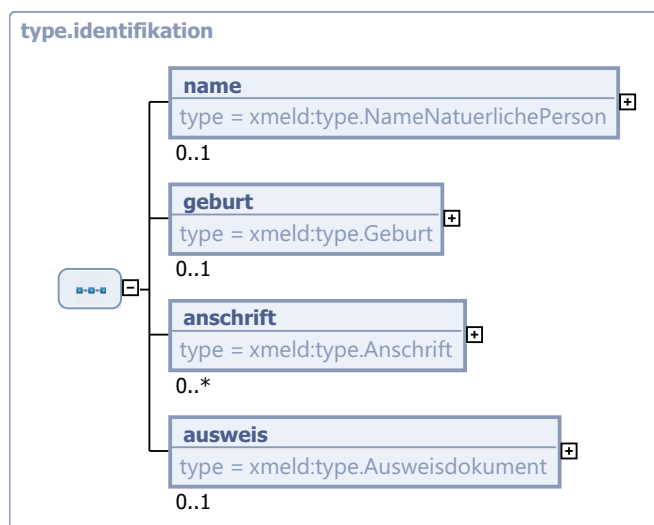 type.identifikation
name
type = xmeld:type.NameNatuerlichePerson
0..1
geburt
type = xmeld:type.Geburt
0..1
anschrift
type = xmeld:type.Anschrift
0..*
ausweis
type = xmeld:type.Ausweisdokument
0..1